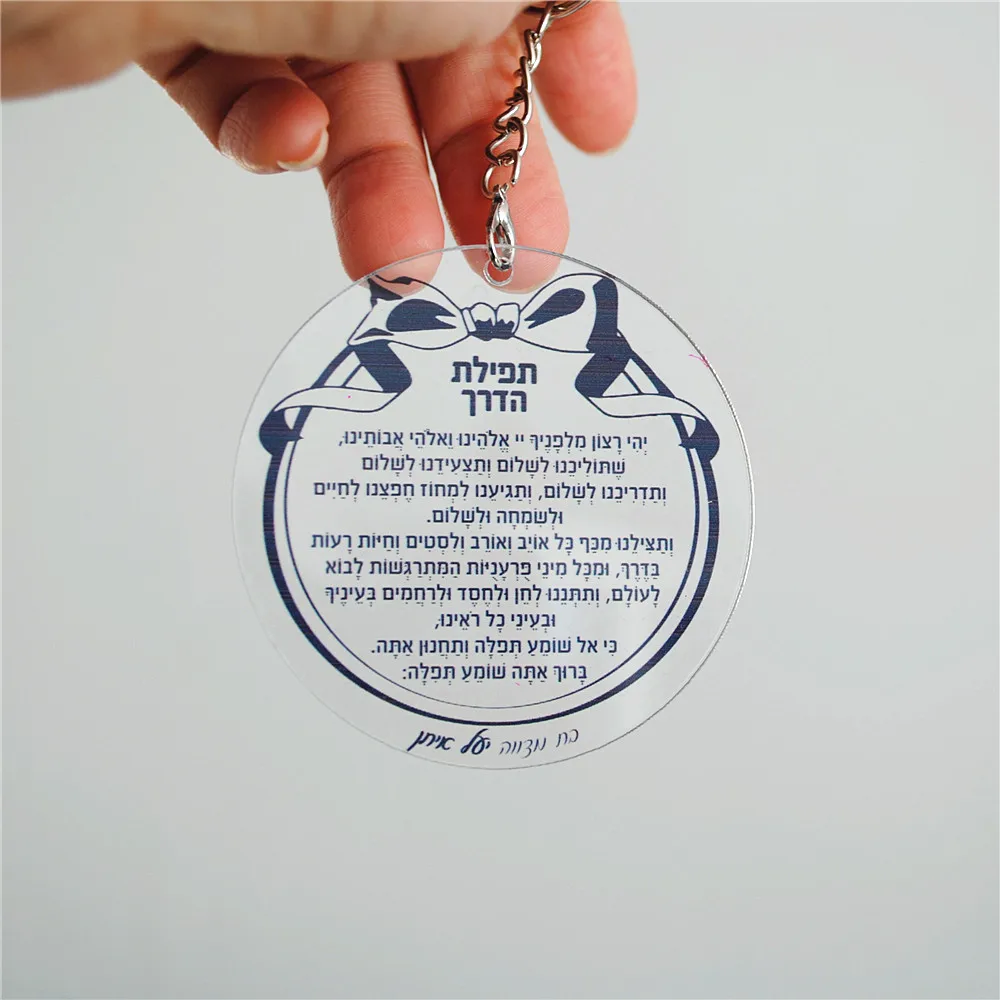 תפילת
הדרך
יְהִי רָצוֹן מִלְפָנֶיךָ יי אֱלֹהֵינוּ וֵאלֹהֵי אֲבוֹתֵינוּ,
שֶׁתּוֹלִיכֵנוּ לְשָׁלוֹם וְתַצְעִידֵנוּ לְשָׁלוֹם
וְתַדְרִיכֵנוּ לְשָׁלוֹם, וְתַגִּיעֵנוּ לִמְחוֹז חֶפְצֵנוּ לְחַיִּים
וּלְשִׂמְחָה וּלְשָׁלוֹם.
וְתַצִּילֵנוּ מִכַּף כָּל אוֹיֵב וְאוֹרֵב וְלִסְטִים וְחַיּוֹת רָעוֹת
בַּדֶּרֶךְ, וּמִכָּל מִינֵי פֻּרְעָנֻיּוֹת הַמִּתְרַגְּשׁוֹת לָבוֹא
לָעוֹלָם, וְתִתְּנֵנוּ לְחֵן וּלְחֶסֶד וּלְרַחֲמִים בְּעֵינֶיךָ
וּבְעֵינֵי כָל רֹאֵינוּ,
כִּי אל שׁוֹמֵעַ תְּפִלָּה וְתַחֲנוּן אַתָּה.
בָּרוּךְ אַתָּה שׁוֹמֵעַ תְּפִלָּה:
בת מצווה יעל איתן